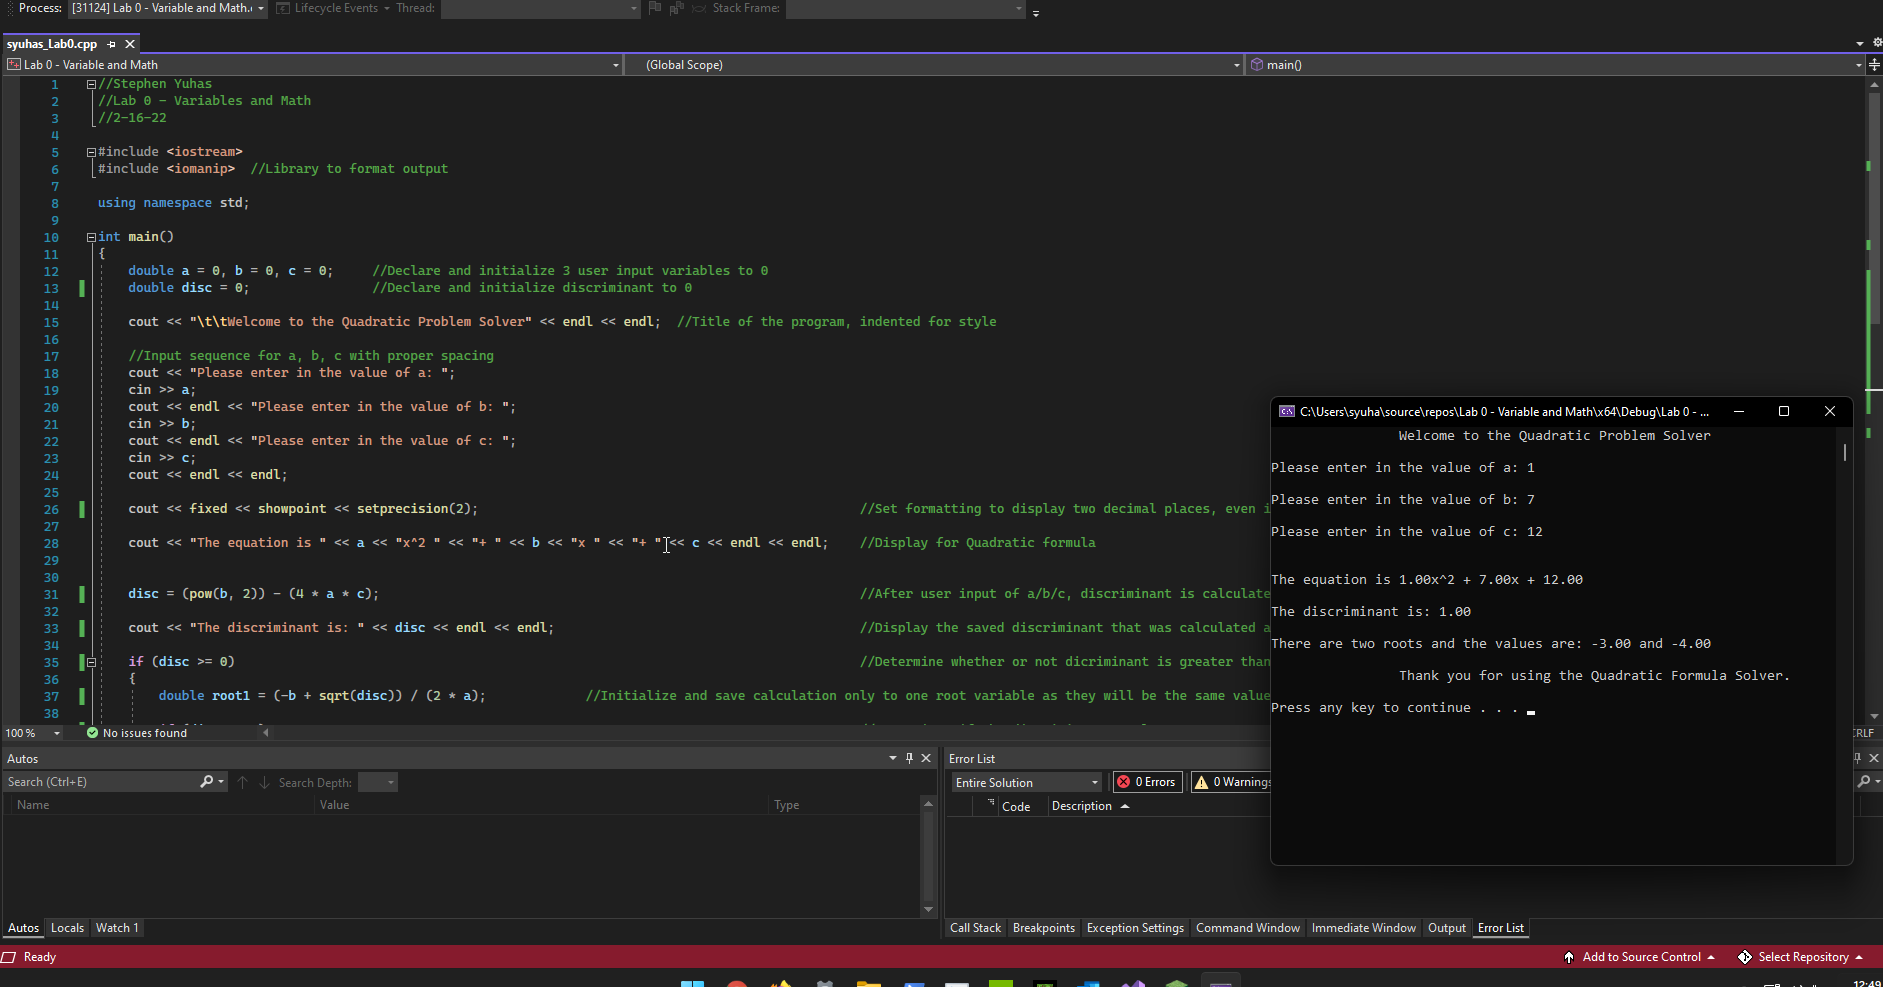 Process: [31124] Lab 0 - Variable and Math. Lifecycle Events Thread: Stack Frame:
syuhas_Lab0.cpp
Lab 0 - Variable and Math (Global Scope) main()
1 //Stephen Yuhas
2 //Lab 0 - Variables and Math
3 //2-16-22
4
5 #include <iostream>
6 #include <iomanip> //Library to format output
7
8 using namespace std;
9
10 int main()
11 {
12 double a = 0, b = 0, c = 0; //Declare and initialize 3 user input variables to 0
13 double disc = 0; //Declare and initialize discriminant to 0
14
15 cout << "\t\tWelcome to the Quadratic Problem Solver" << endl << endl; //Title of the program, indented for style
16
17 //Input sequence for a, b, c with proper spacing
18 cout << "Please enter in the value of a: ";
19 cin >> a;
20 cout << endl << "Please enter in the value of b: ";
21 cin >> b;
22 cout << endl << "Please enter in the value of c: ";
23 cin >> c;
24 cout << endl << endl;
25
26 cout << fixed << showpoint << setprecision(2); //Set formatting to display two decimal places, even i
27
28 cout << "The equation is " << a << "x^2 " << "+ " << b << "x " << "+ " << c << endl << endl; //Display for Quadratic formula
29
30
31 disc = (pow(b, 2)) - (4 * a * c); //After user input of a/b/c, discriminant is calculate
32
33 cout << "The discriminant is: " << disc << endl << endl; //Display the saved discriminant that was calculated a
34
35 if (disc >= 0) //Determine whether or not dicriminant is greater than
36 {
37 double root1 = (-b + sqrt(disc)) / (2 * a); //Initialize and save calculation only to one root variable as they will be the same value
38
C:\Users\syuha\source\repos\Lab 0 - Variable and Math\x64\Debug\Lab 0 - ...
Welcome to the Quadratic Problem Solver
Please enter in the value of a: 1
Please enter in the value of b: 7
Please enter in the value of c: 12
The equation is 1.00x^2 + 7.00x + 12.00
The discriminant is: 1.00
There are two roots and the values are: -3.00 and -4.00
Thank you for using the Quadratic Formula Solver.
Press any key to continue . . .
100 % No issues found CRLF
Autos
Search (Ctrl+E) Search Depth:
Name Value Type
Autos Locals Watch 1
Error List
Entire Solution 0 Errors 0 Warnings
Code Description
Call Stack Breakpoints Exception Settings Command Window Immediate Window Output Error List
Ready Add to Source Control Select Repository
12:49